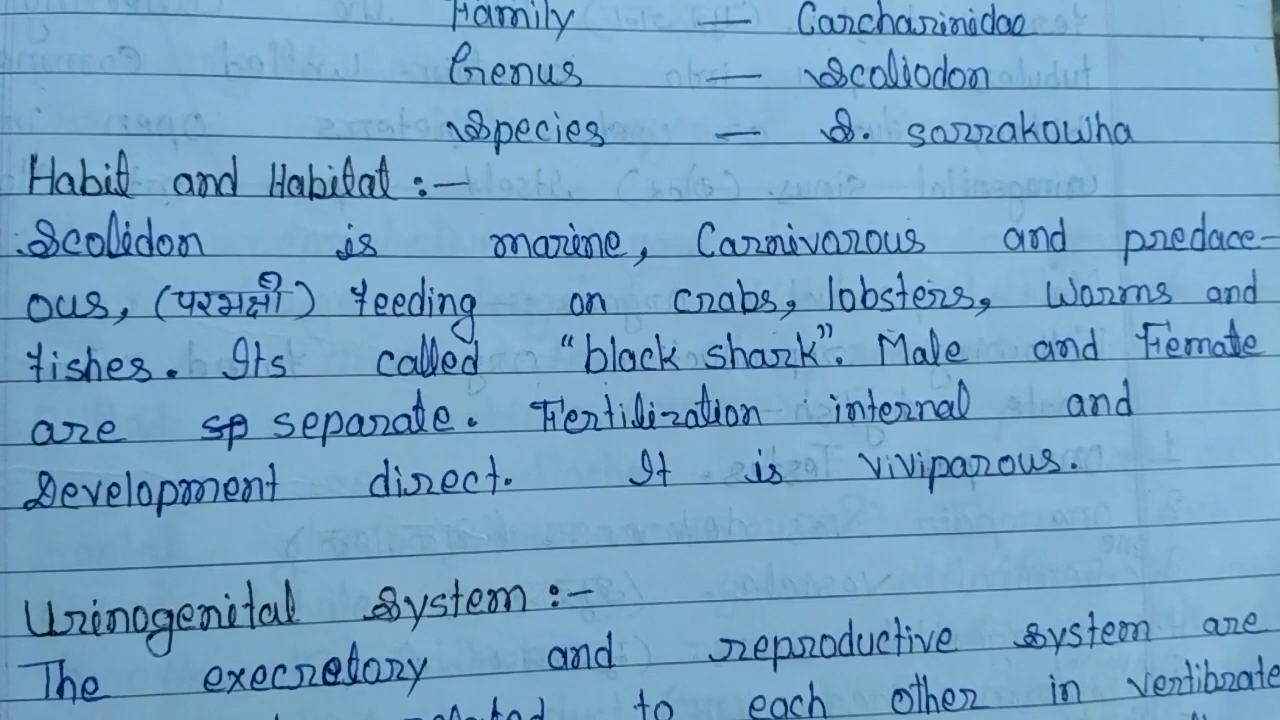 Family — Carcharinidae
Genus — Scoliodon
Species — S. sorrakowha
Habit and Habitat :-
Scolidon is marine, Carnivorous and predace-
ous, (परभक्षी) feeding on crabs, lobsters, Worms and
fishes. Its called "black shark". Male and Female
are sp separate. Fertilization internal and
Development direct. It is viviparous.
Urinogenital System :-
The execretory and reproductive system are
to each other in vertibrate